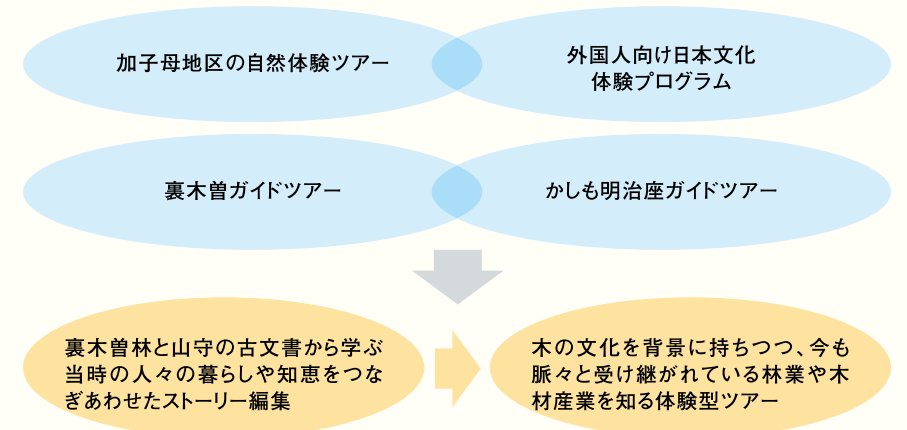 加子母地区の自然体験ツアー
外国人向け日本文化
体験プログラム
裏木曽ガイドツアー
かしも明治座ガイドツアー
裏木曽林と山守の古文書から学ぶ
当時の人々の暮らしや知恵をつな
ぎあわせたストーリー編集
木の文化を背景に持ちつつ、今も
脈々と受け継がれている林業や木
材産業を知る体験型ツアー